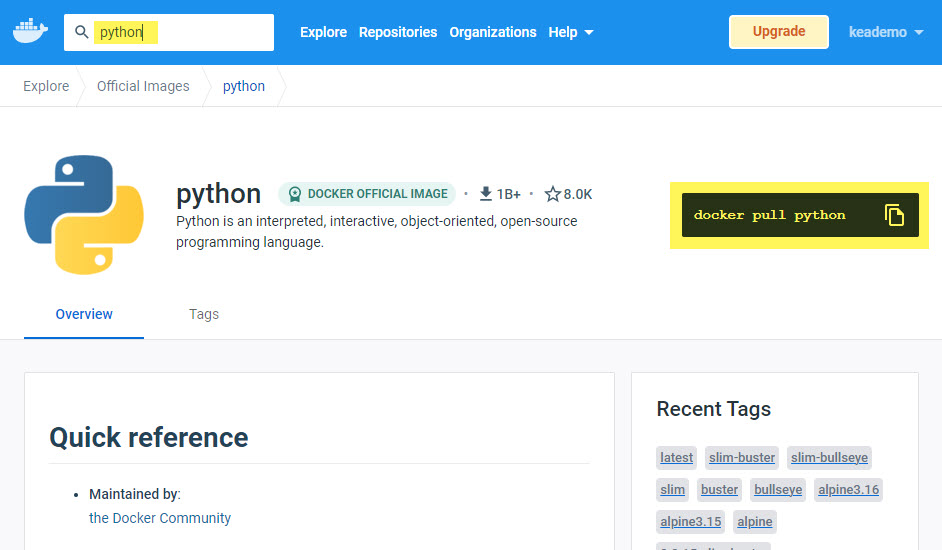 python
Explore Repositories Organizations Help
Upgrade
keademo
Explore Official Images python
python DOCKER OFFICIAL IMAGE • 1B+ • 8.0K
Python is an interpreted, interactive, object-oriented, open-source
programming language.
docker pull python
Overview Tags
Quick reference
• Maintained by:
the Docker Community
Recent Tags
latest slim-buster slim-bullseye
slim buster bullseye alpine3.16
alpine3.15 alpine